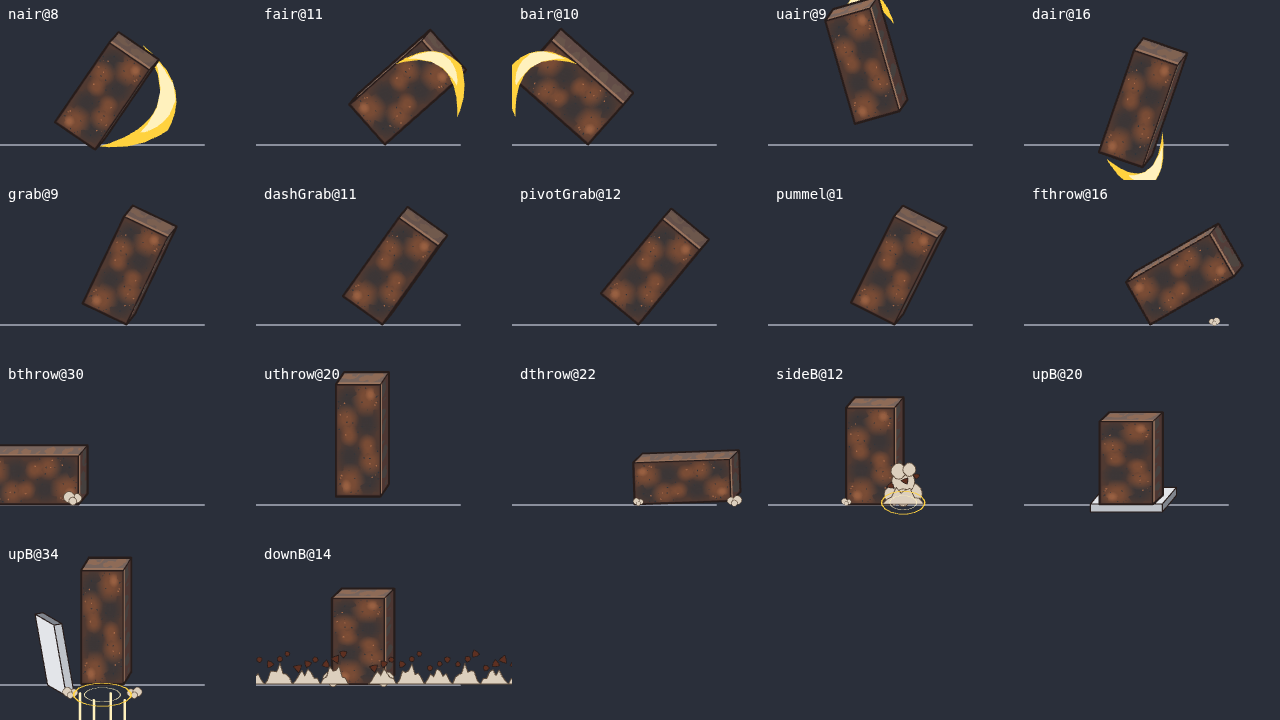 nair@8
fair@11
bair@10
uair@9
dair@16
grab@9
dashGrab@11
pivotGrab@12
pummel@1
fthrow@16
bthrow@30
uthrow@20
dthrow@22
sideB@12
upB@20
upB@34
downB@14